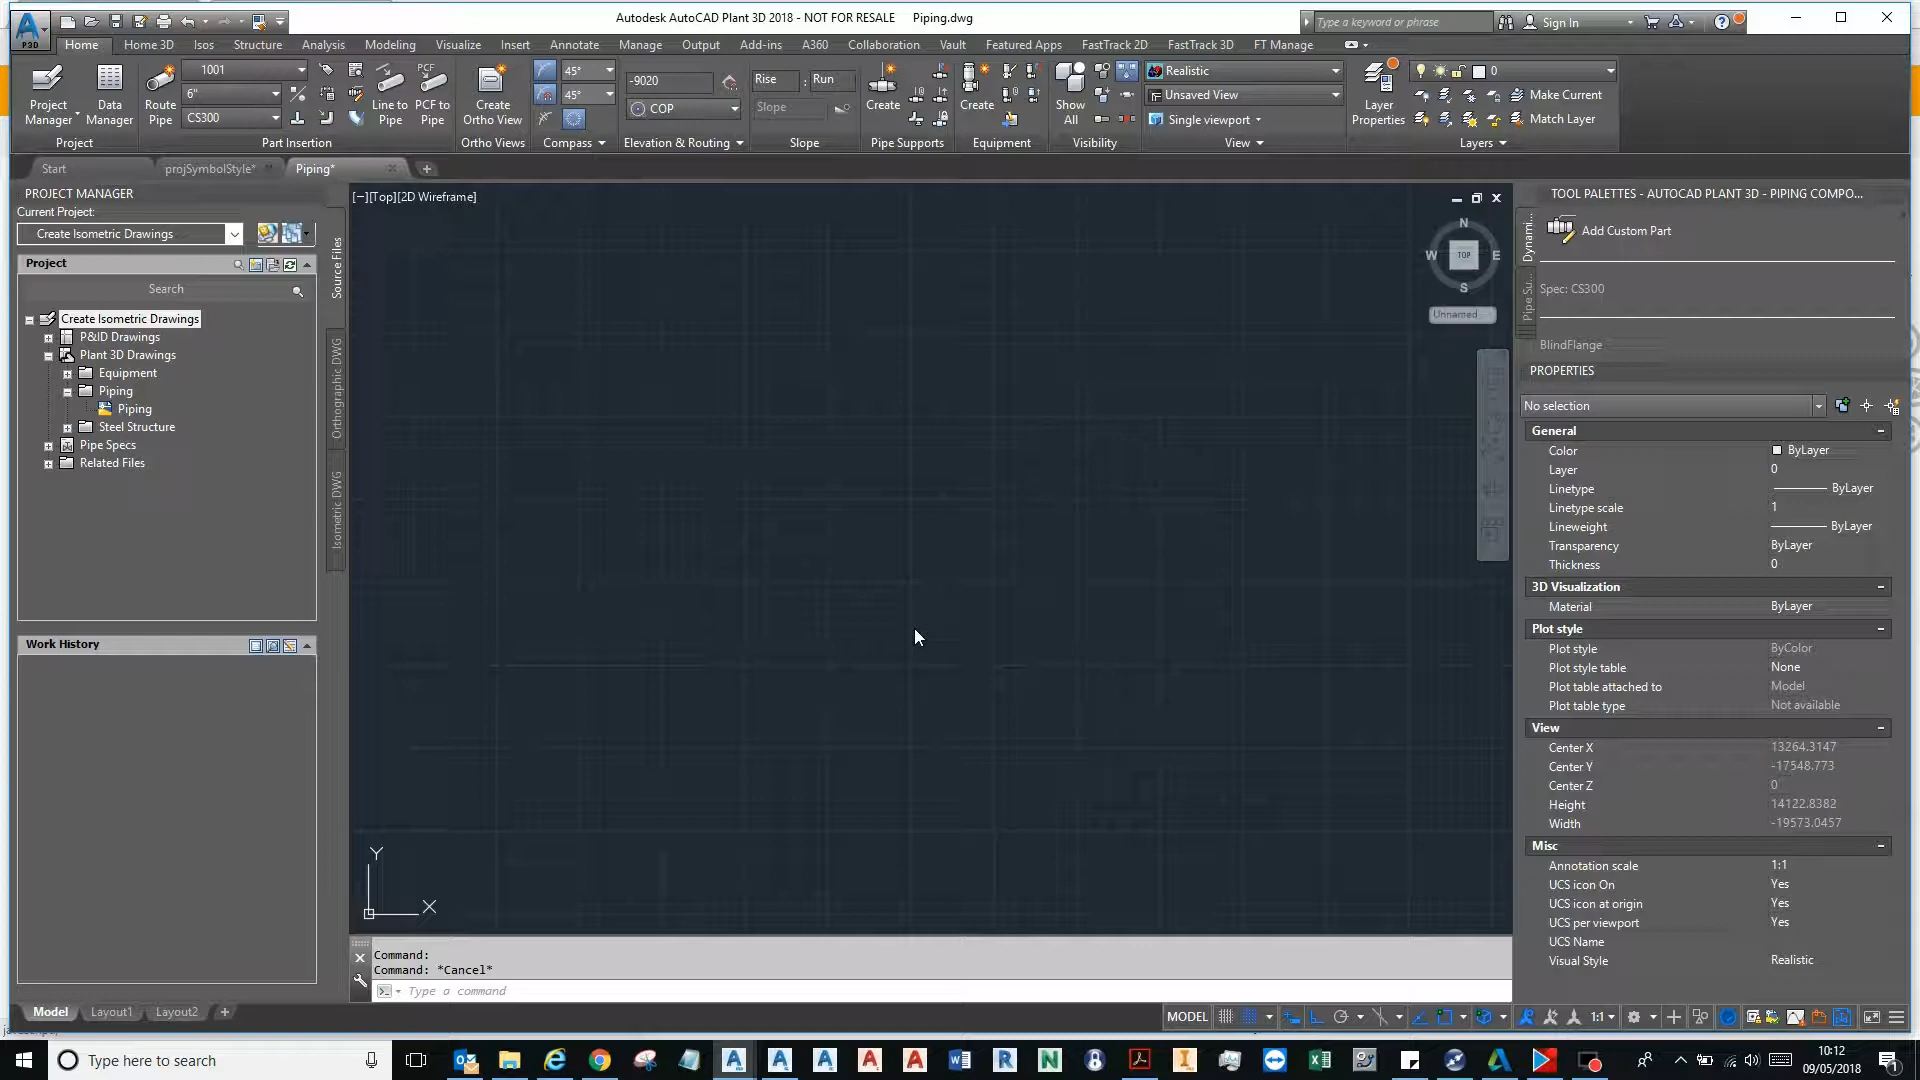 Autodesk AutoCAD Plant 3D 2018 - NOT FOR RESALE Piping.dwg
Type a keyword or phrase
Sign In
P3D
Home Home 3D Isos Structure Analysis Modeling Visualize Insert Annotate Manage Output Add-ins A360 Collaboration Vault Featured Apps FastTrack 2D FastTrack 3D FT Manage
Project Manager
Data Manager
Project
Route Pipe
1001
6"
CS300
Line to Pipe
PCF
PCF to Pipe
Part Insertion
Create Ortho View
Ortho Views
45°
45°
Compass
-9020
COP
Elevation & Routing
Rise : Run
Slope
Slope
Create
Pipe Supports
Create
Equipment
Show All
Visibility
Realistic
Unsaved View
Single viewport
View
Layer Properties
0
Make Current
Match Layer
Layers
Start projSymbolStyle* Piping*
PROJECT MANAGER
Current Project:
Create Isometric Drawings
Project
Search
Create Isometric Drawings
P&ID Drawings
Plant 3D Drawings
Equipment
Piping
Piping
Steel Structure
Pipe Specs
Related Files
Source Files
Orthographic DWG
Isometric DWG
Work History
[−][Top][2D Wireframe]
N
W TOP E
S
Unnamed
Y
X
Command:
Command: *Cancel*
Type a command
TOOL PALETTES - AUTOCAD PLANT 3D - PIPING COMPO...
Dynami...
Pipe Su...
Add Custom Part
Spec: CS300
BlindFlange
PROPERTIES
No selection
General
Color ByLayer
Layer 0
Linetype ByLayer
Linetype scale 1
Lineweight ByLayer
Transparency ByLayer
Thickness 0
3D Visualization
Material ByLayer
Plot style
Plot style ByColor
Plot style table None
Plot table attached to Model
Plot table type Not available
View
Center X 13264.3147
Center Y -17548.773
Center Z 0
Height 14122.8382
Width -19573.0457
Misc
Annotation scale 1:1
UCS icon On Yes
UCS icon at origin Yes
UCS per viewport Yes
UCS Name
Visual Style Realistic
Model Layout1 Layout2 +
MODEL 1:1
Type here to search
10:12
09/05/2018